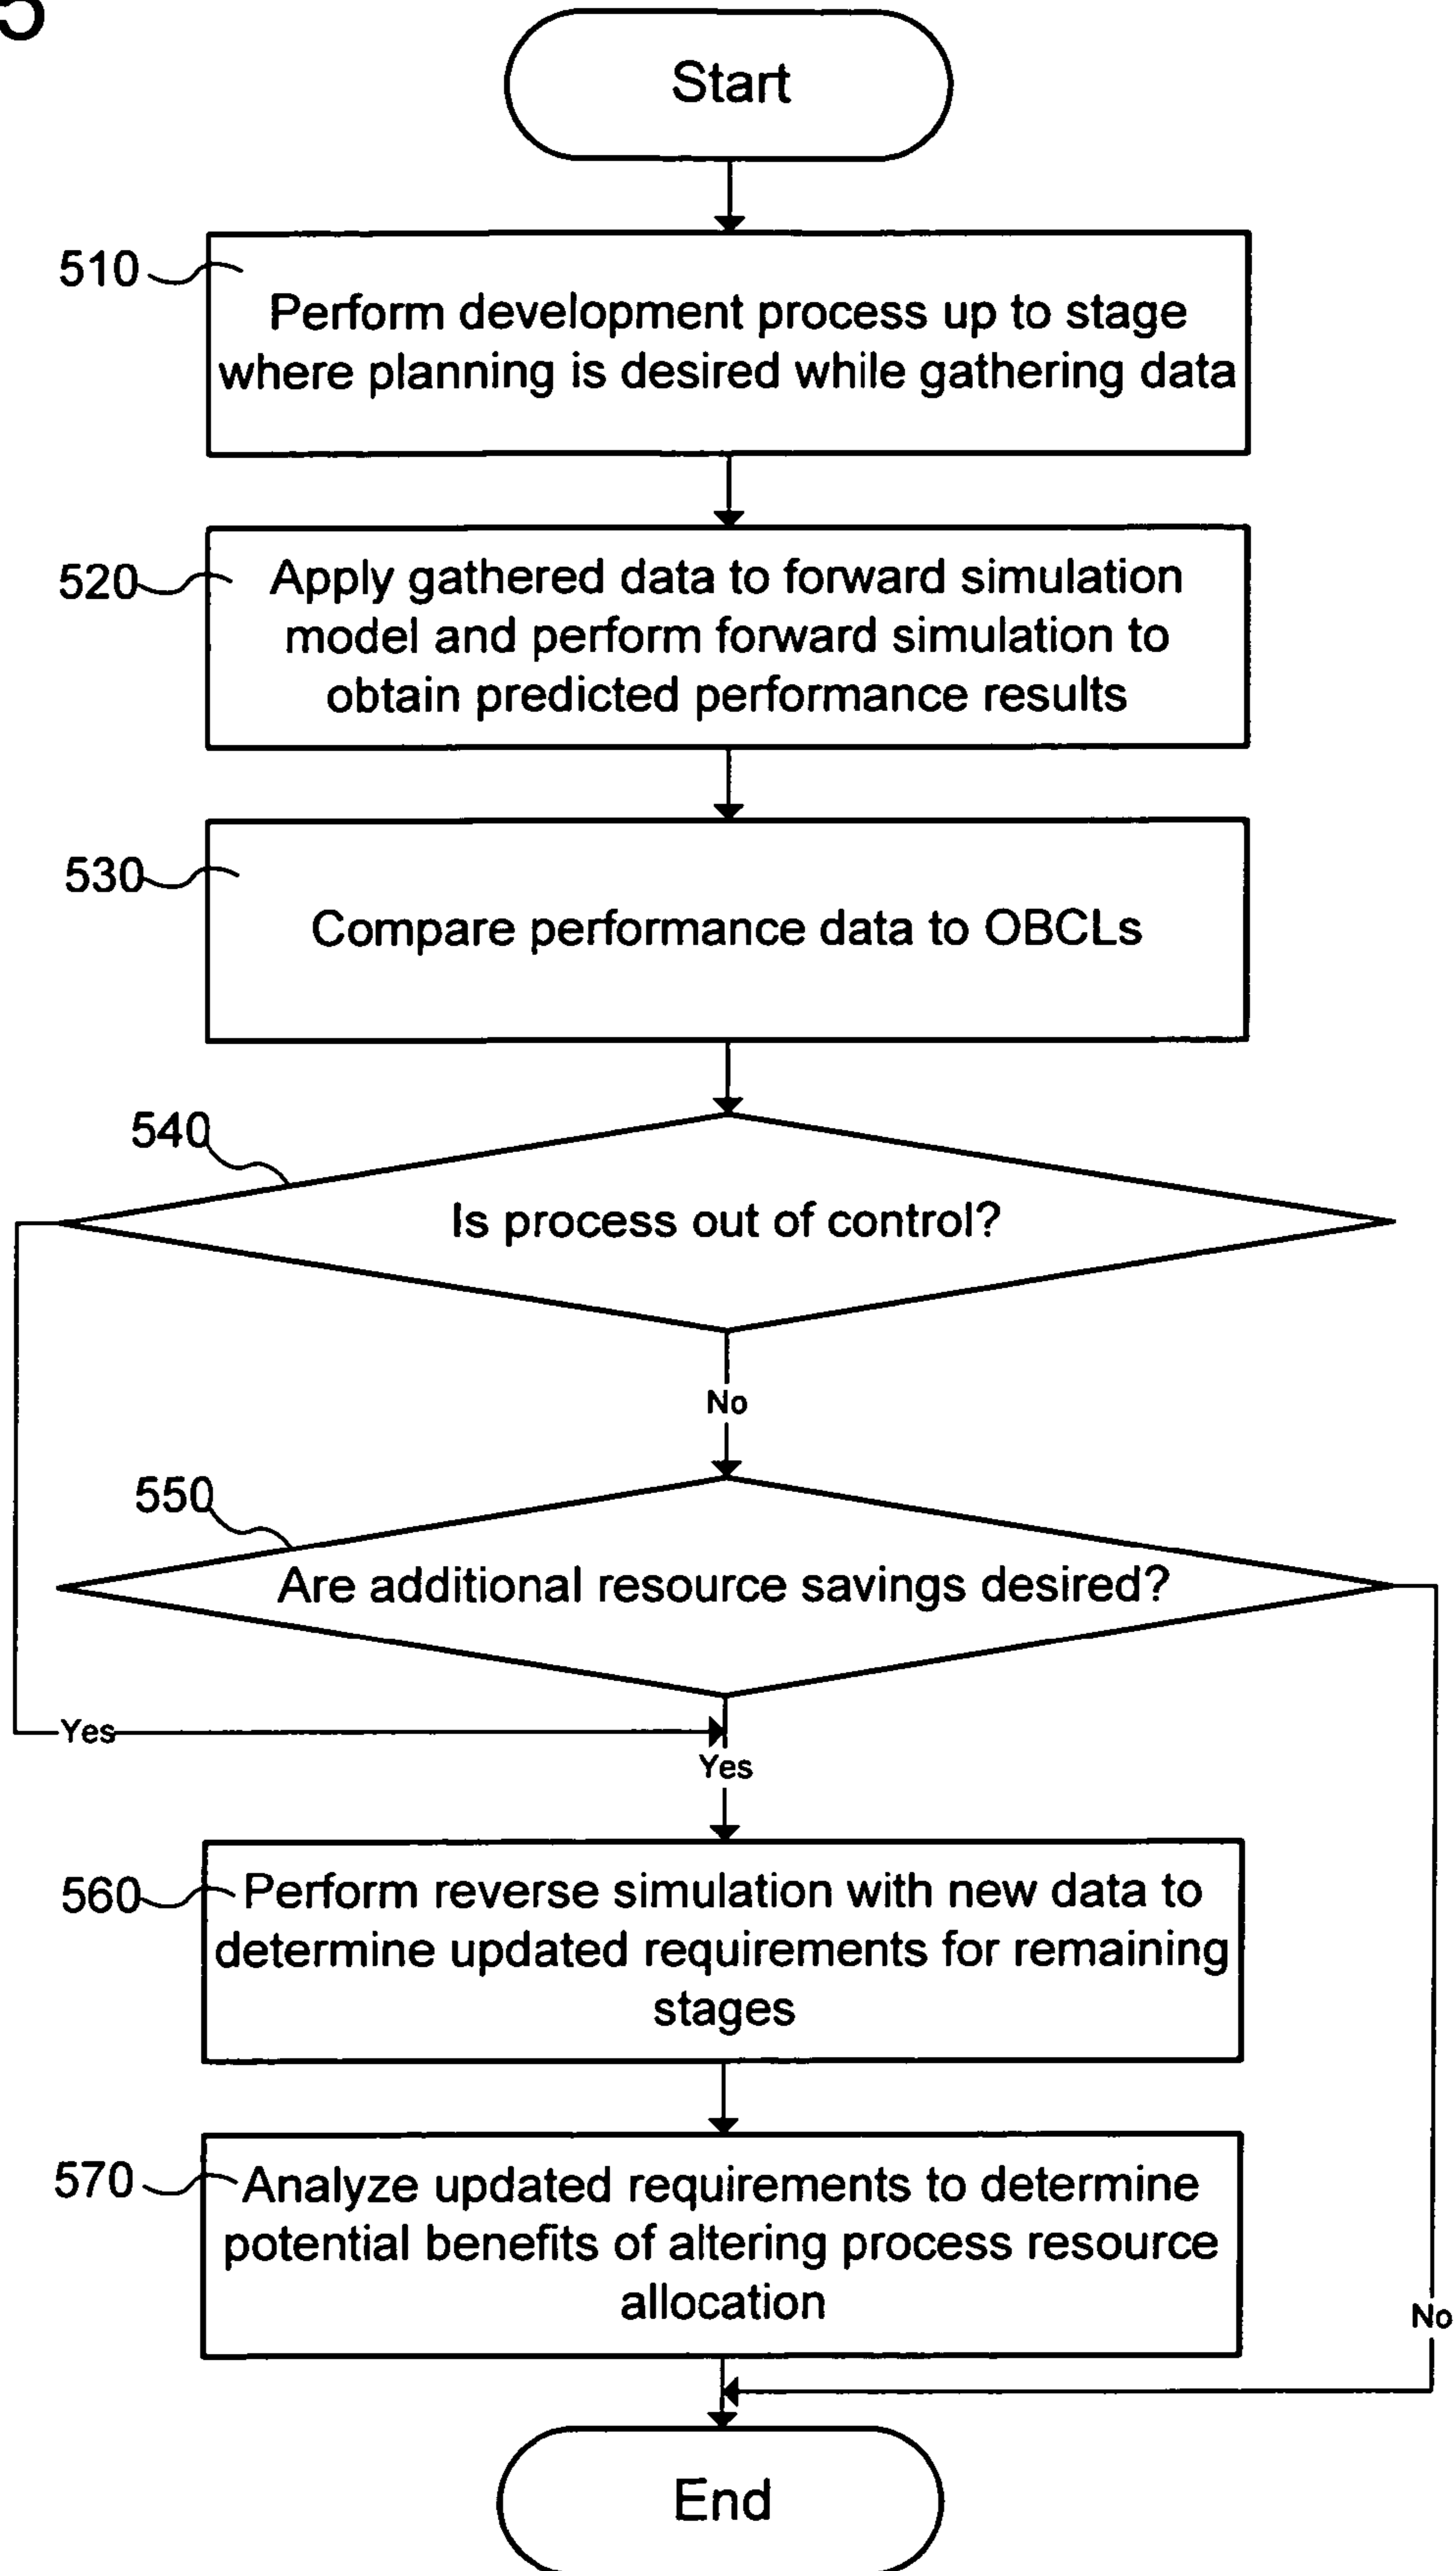 5
Start
510
Perform development process up to stage
where planning is desired while gathering data
520
Apply gathered data to forward simulation
model and perform forward simulation to
obtain predicted performance results
530
Compare performance data to OBCLs
540
Is process out of control?
No
550
Are additional resource savings desired?
Yes
Yes
560
Perform reverse simulation with new data to
determine updated requirements for remaining
stages
570
Analyze updated requirements to determine
potential benefits of altering process resource
allocation
No
End